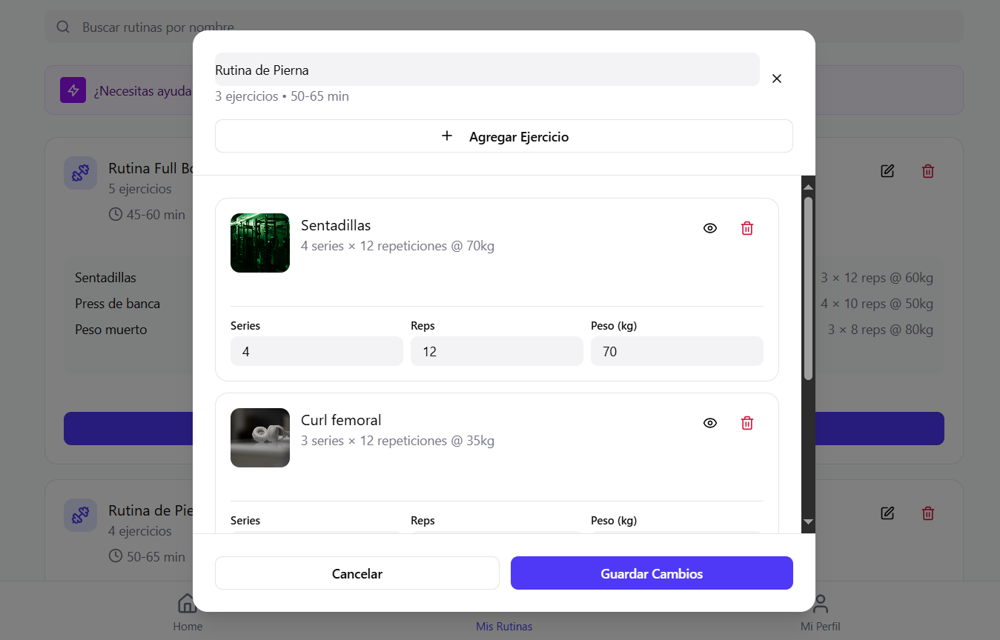 Buscar rutinas por nombre
Rutina de Pierna
3 ejercicios • 50-65 min
¿Necesitas ayuda
Agregar Ejercicio
Rutina Full Bo
5 ejercicios
45-60 min
Sentadillas
4 series × 12 repeticiones @ 70kg
Sentadillas
3 × 12 reps @ 60kg
Press de banca
4 × 10 reps @ 50kg
Peso muerto
3 × 8 reps @ 80kg
Series
Reps
Peso (kg)
4
12
70
Curl femoral
3 series × 12 repeticiones @ 35kg
Rutina de Pie
4 ejercicios
50-65 min
Series
Reps
Peso (kg)
Cancelar
Guardar Cambios
Home
Mis Rutinas
Mi Perfil